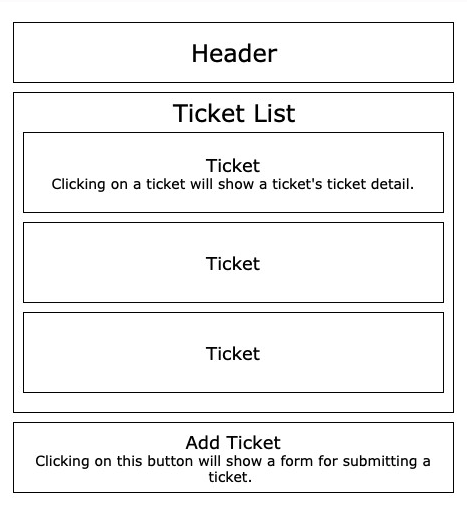 Header
Ticket List
Ticket
Clicking on a ticket will show a ticket's ticket detail.
Ticket
Ticket
Add Ticket
Clicking on this button will show a form for submitting a
ticket.